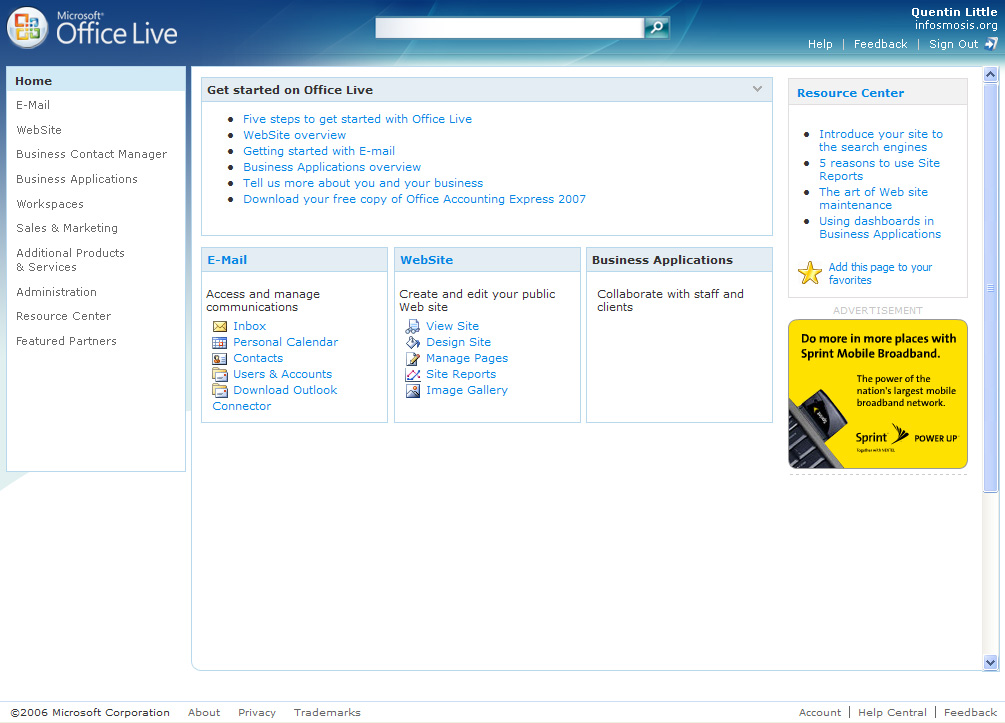 Microsoft®
Office Live
Quentin Little
infosmosis.org
Help | Feedback | Sign Out
Home
E-Mail
WebSite
Business Contact Manager
Business Applications
Workspaces
Sales & Marketing
Additional Products
& Services
Administration
Resource Center
Featured Partners
Get started on Office Live
Five steps to get started with Office Live
WebSite overview
Getting started with E-mail
Business Applications overview
Tell us more about you and your business
Download your free copy of Office Accounting Express 2007
E-Mail
Access and manage
communications
Inbox
Personal Calendar
Contacts
Users & Accounts
Download Outlook
Connector
WebSite
Create and edit your public
Web site
View Site
Design Site
Manage Pages
Site Reports
Image Gallery
Business Applications
Collaborate with staff and
clients
Resource Center
Introduce your site to
the search engines
5 reasons to use Site
Reports
The art of Web site
maintenance
Using dashboards in
Business Applications
Add this page to your
favorites
ADVERTISEMENT
Do more in more places with
Sprint Mobile Broadband.
The power of the
nation's largest mobile
broadband network.
Sprint POWER UP
Together with NEXTEL
©2006 Microsoft Corporation About Privacy Trademarks
Account | Help Central | Feedback